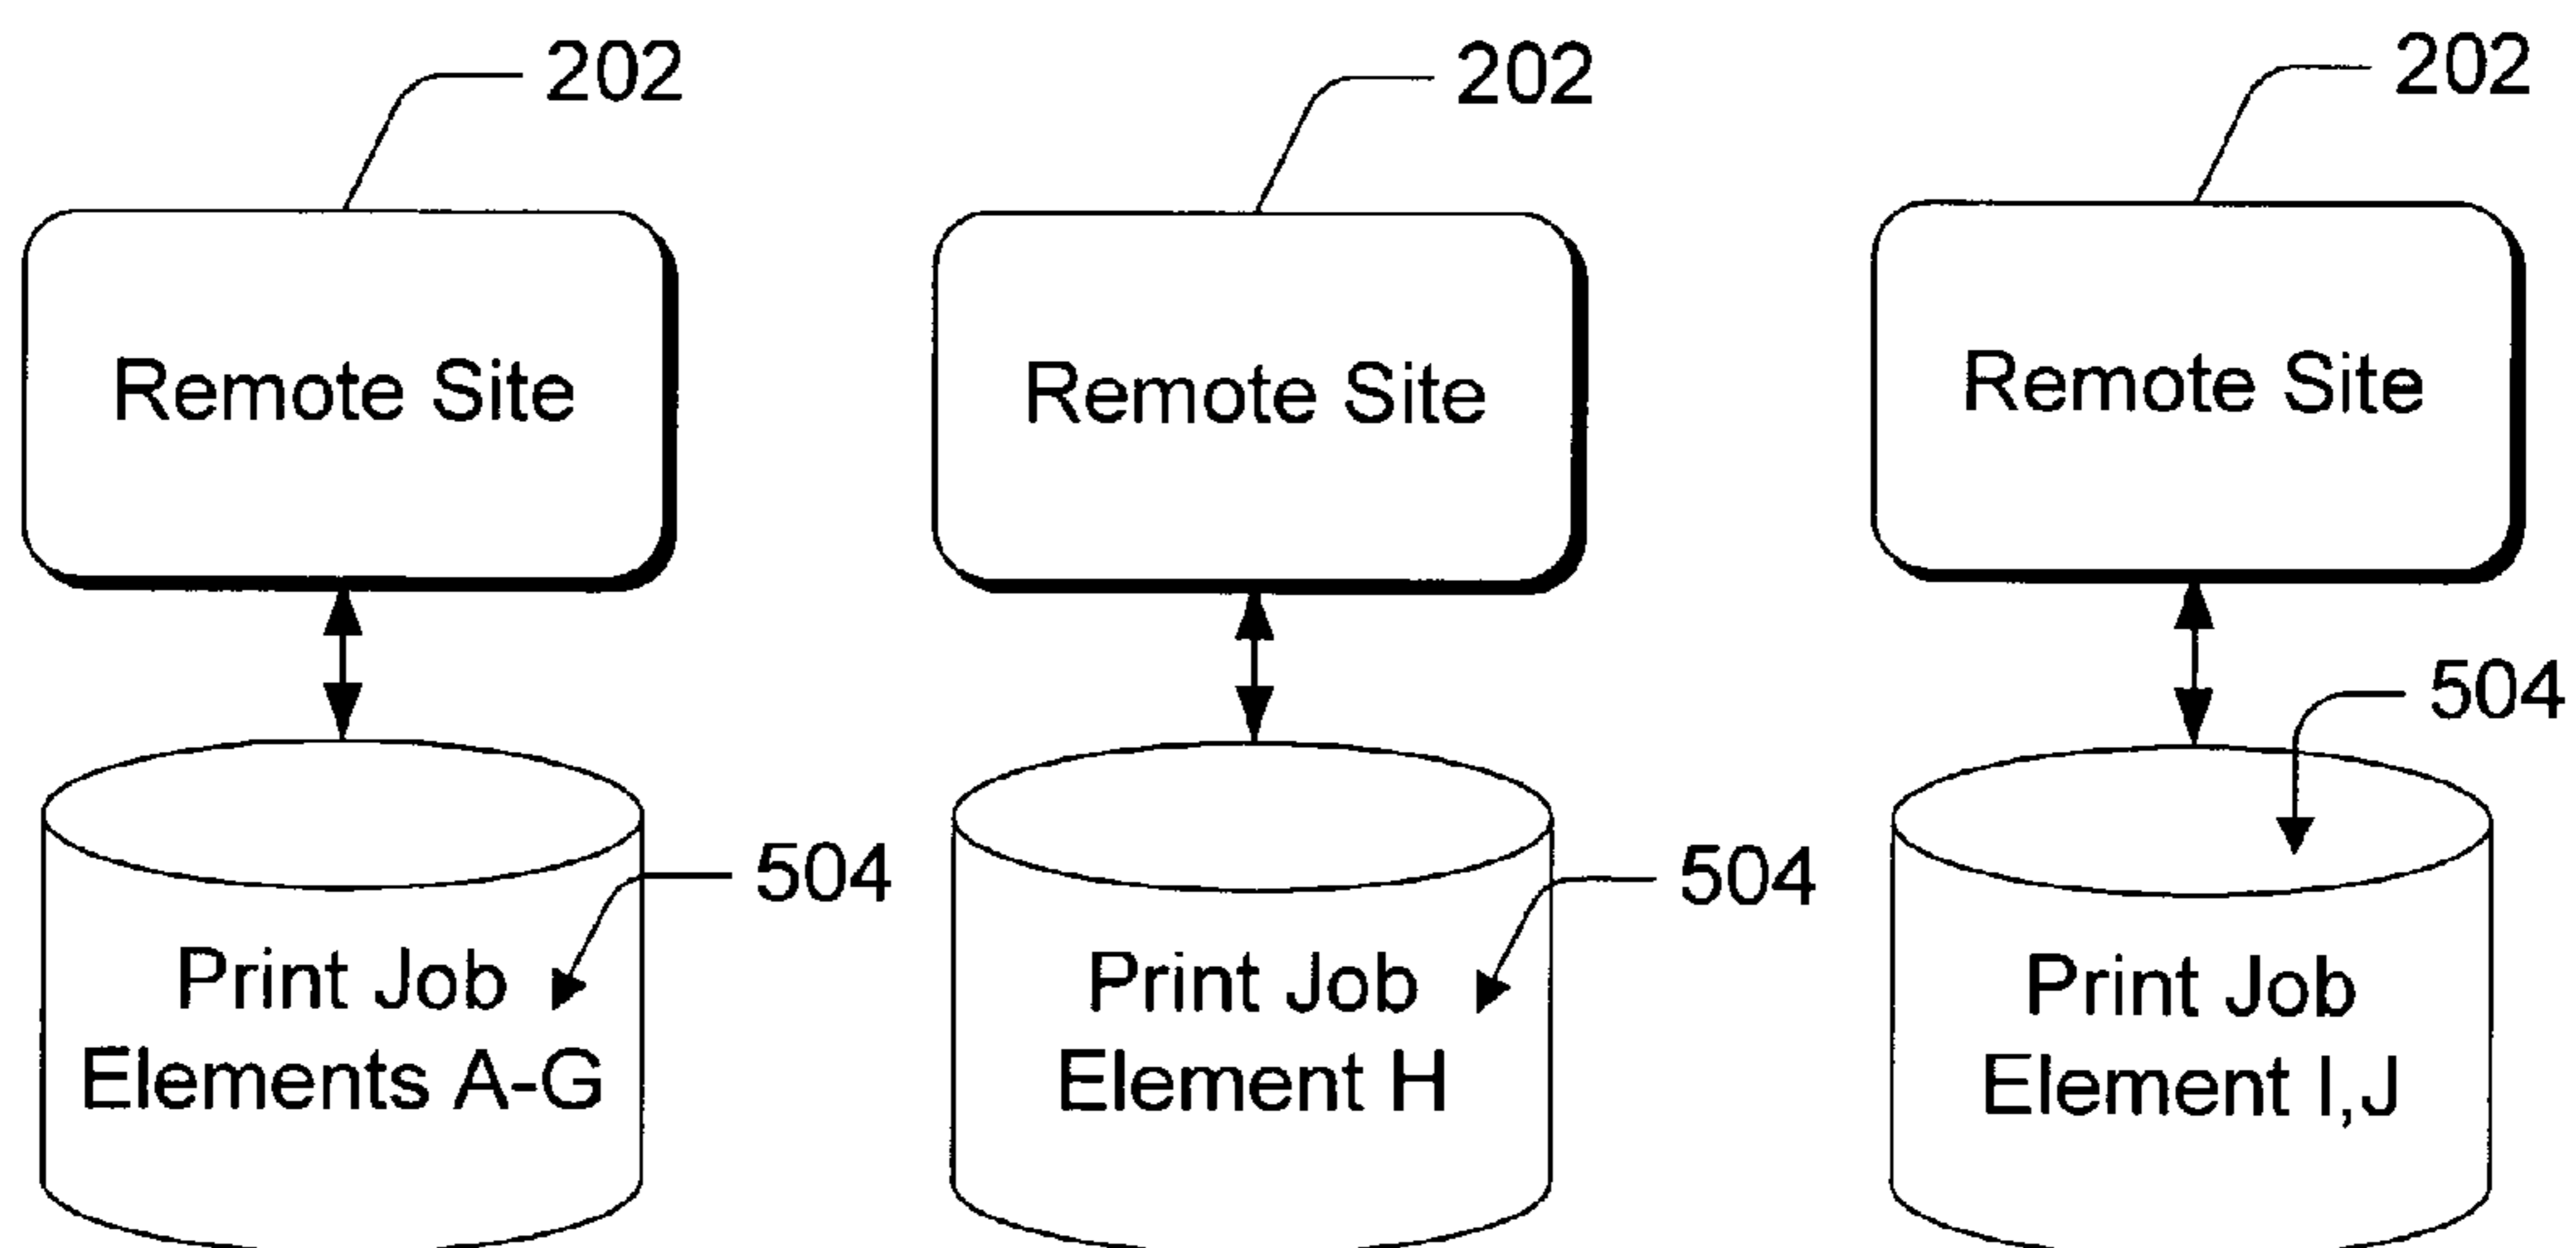 202
202
202
Remote Site
Remote Site
Remote Site
504
504
504
Print Job
Elements A-G
Print Job
Element H
Print Job
Element I,J